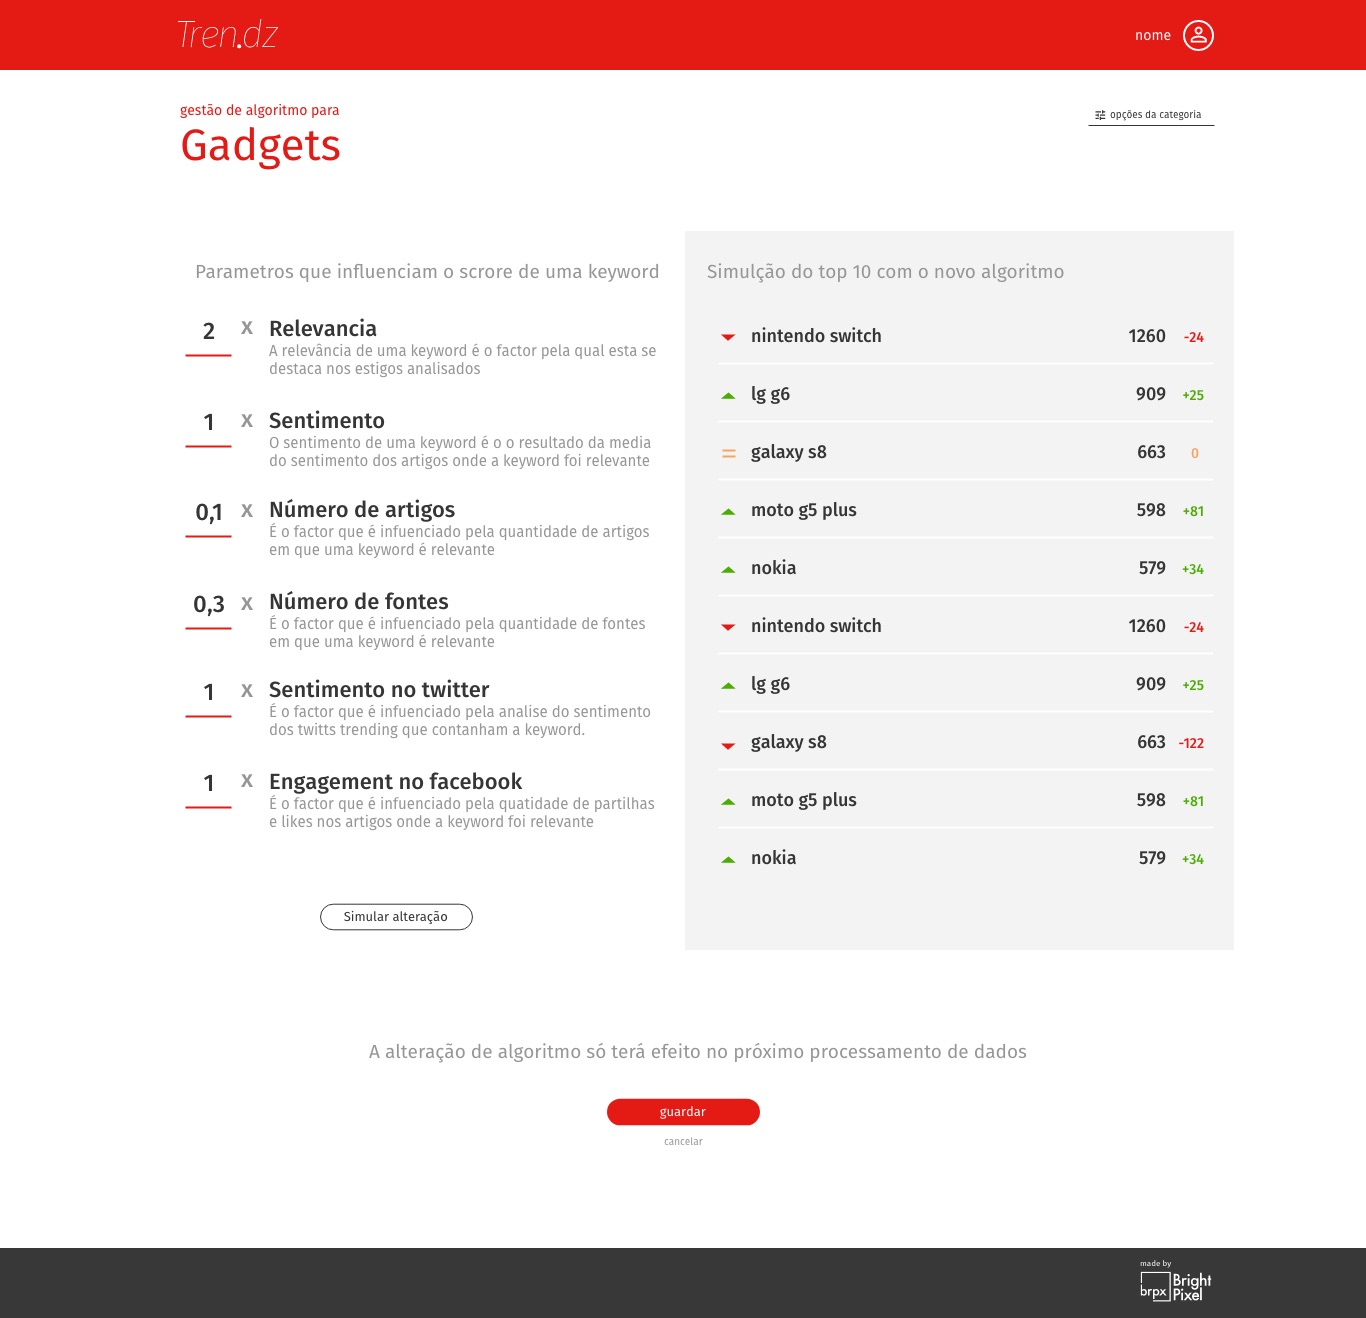 Tren.dz
nome
gestão de algoritmo para
Gadgets
opções da categoria
Parametros que influenciam o scrore de uma keyword
2 x Relevancia
A relevância de uma keyword é o factor pela qual esta se
destaca nos estigos analisados
1 x Sentimento
O sentimento de uma keyword é o o resultado da media
do sentimento dos artigos onde a keyword foi relevante
0,1 x Número de artigos
É o factor que é infuenciado pela quantidade de artigos
em que uma keyword é relevante
0,3 x Número de fontes
É o factor que é infuenciado pela quantidade de fontes
em que uma keyword é relevante
1 x Sentimento no twitter
É o factor que é infuenciado pela analise do sentimento
dos twitts trending que contanham a keyword.
1 x Engagement no facebook
É o factor que é infuenciado pela quatidade de partilhas
e likes nos artigos onde a keyword foi relevante
Simular alteração
Simulção do top 10 com o novo algoritmo
nintendo switch 1260 -24
lg g6 909 +25
galaxy s8 663 0
moto g5 plus 598 +81
nokia 579 +34
nintendo switch 1260 -24
lg g6 909 +25
galaxy s8 663 -122
moto g5 plus 598 +81
nokia 579 +34
A alteração de algoritmo só terá efeito no próximo processamento de dados
guardar
cancelar
made by
brpx Bright
Pixel